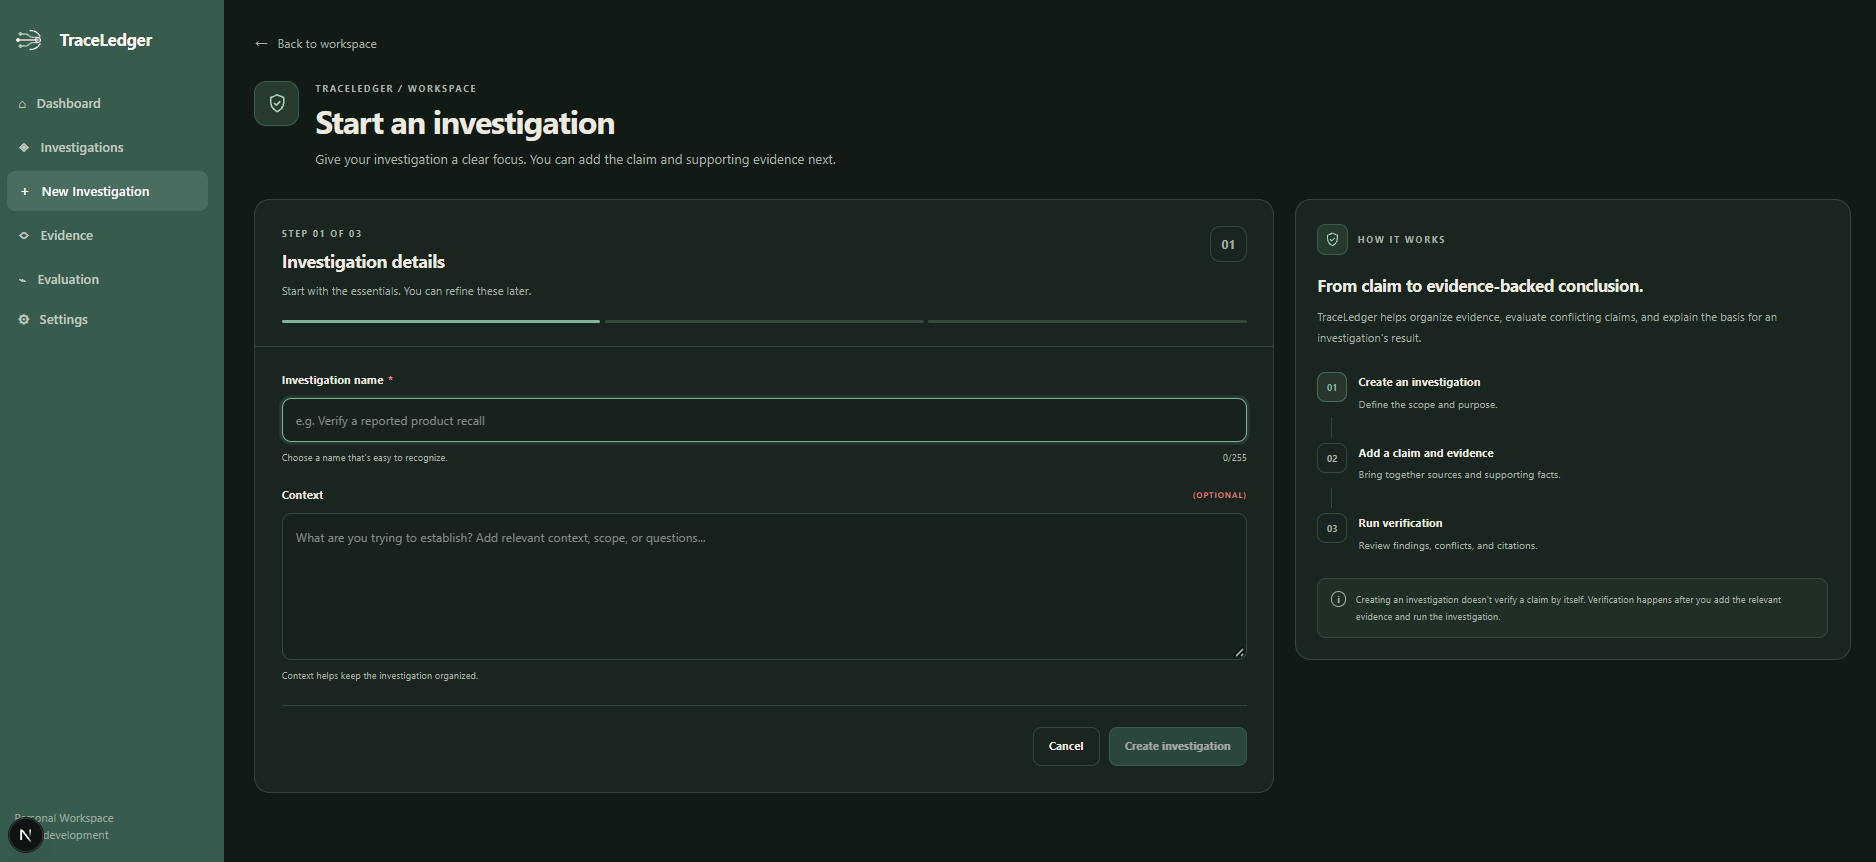 TraceLedger
Dashboard
Investigations
New Investigation
Evidence
Evaluation
Settings
Personal Workspace
development
N
← Back to workspace
TRACELEDGER / WORKSPACE
Start an investigation
Give your investigation a clear focus. You can add the claim and supporting evidence next.
STEP 01 OF 03
01
Investigation details
Start with the essentials. You can refine these later.
Investigation name *
e.g. Verify a reported product recall
Choose a name that's easy to recognize.
0/255
Context
(OPTIONAL)
What are you trying to establish? Add relevant context, scope, or questions...
Context helps keep the investigation organized.
Cancel
Create investigation
HOW IT WORKS
From claim to evidence-backed conclusion.
TraceLedger helps organize evidence, evaluate conflicting claims, and explain the basis for an
investigation's result.
01
Create an investigation
Define the scope and purpose.
02
Add a claim and evidence
Bring together sources and supporting facts.
03
Run verification
Review findings, conflicts, and citations.
Creating an investigation doesn't verify a claim by itself. Verification happens after you add the relevant
evidence and run the investigation.